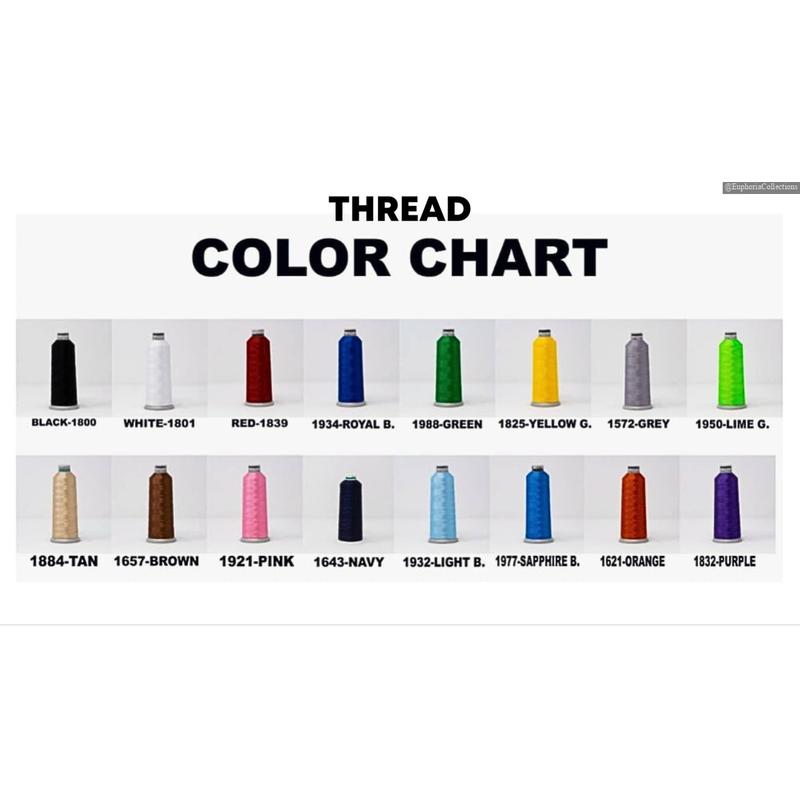 @EuphoriaCollections
THREAD
COLOR CHART
BLACK-1800 WHITE-1801 RED-1839 1934-ROYAL B. 1988-GREEN 1825-YELLOW G. 1572-GREY 1950-LIME G.
1884-TAN 1657-BROWN 1921-PINK 1643-NAVY 1932-LIGHT B. 1977-SAPPHIRE B. 1621-ORANGE 1832-PURPLE